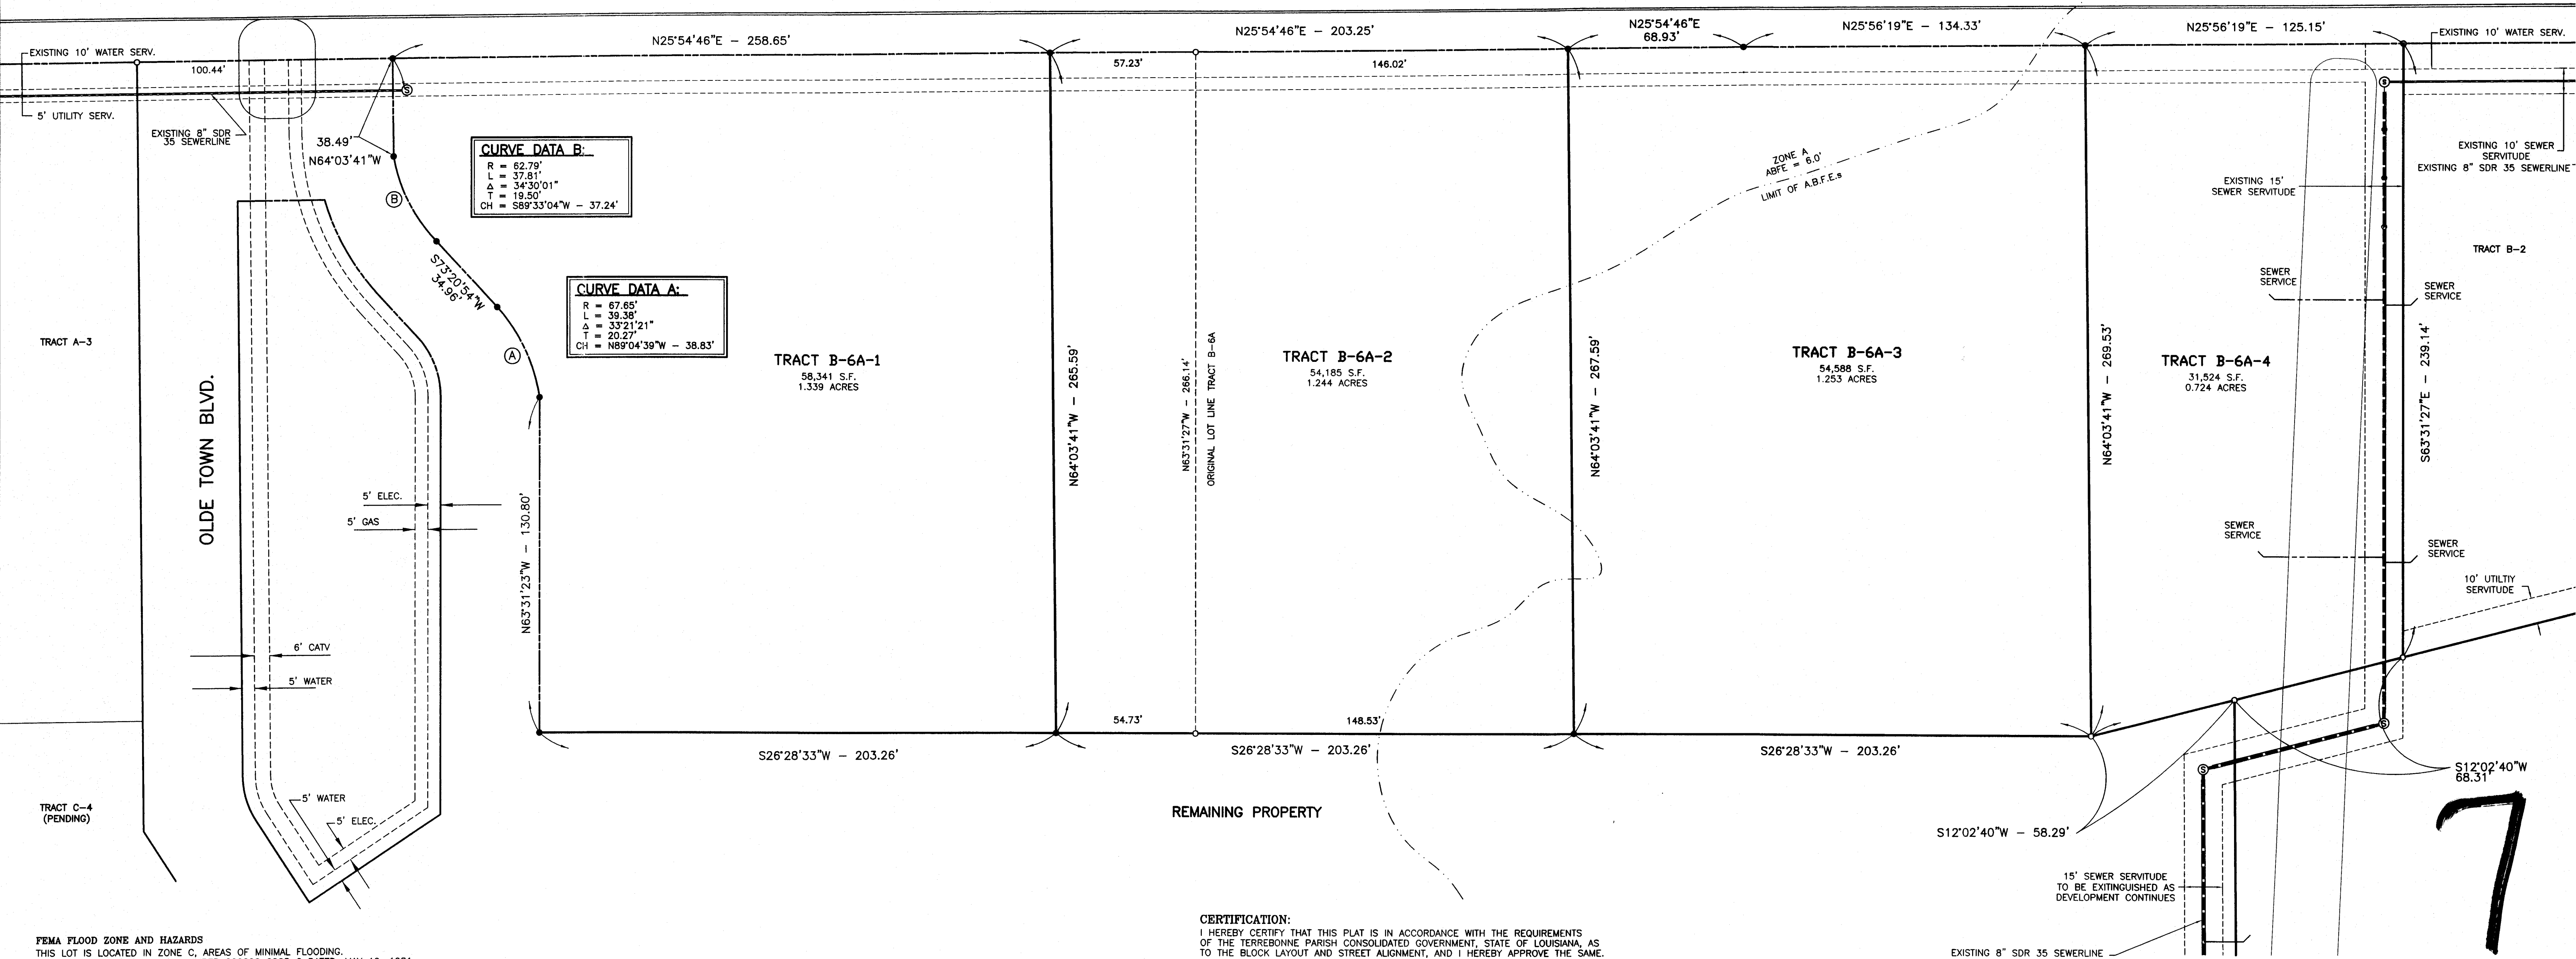 N25°54'46"E - 258.65'
N25°54'46"E - 203.25'
N25°54'46"E
68.93'
N25°56'19"E - 134.33'
N25°56'19"E - 125.15'
EXISTING 10' WATER SERV.
100.44'
57.23'
146.02'
EXISTING 10' WATER SERV.
5' UTILITY SERV.
EXISTING 8" SDR
35 SEWERLINE
S
S
38.49'
N64°03'41"W
CURVE DATA B:
R = 62.79'
L = 37.81'
Δ = 34°30'01"
T = 19.50'
CH = S89°33'04"W - 37.24'
B
ZONE A
ABFE = 6.0'
LIMIT OF A.B.F.E.s
EXISTING 10' SEWER
SERVITUDE
EXISTING 8" SDR 35 SEWERLINE
EXISTING 15'
SEWER SERVITUDE
TRACT B-2
S73°20'54"W
34.96'
CURVE DATA A:
R = 67.65'
L = 39.38'
Δ = 33°21'21"
T = 20.27'
CH = N89°04'39"W - 38.83'
A
SEWER
SERVICE
SEWER
SERVICE
TRACT A-3
TRACT B-6A-1
58,341 S.F.
1.339 ACRES
N64°03'41"W - 265.59'
N63°31'27"W - 266.14'
ORIGINAL LOT LINE TRACT B-6A
TRACT B-6A-2
54,185 S.F.
1.244 ACRES
N64°03'41"W - 267.59'
TRACT B-6A-3
54,588 S.F.
1.253 ACRES
N64°03'41"W - 269.53'
TRACT B-6A-4
31,524 S.F.
0.724 ACRES
S63°31'27"E - 239.14'
OLDE TOWN BLVD.
5' ELEC.
5' GAS
N63°31'23"W - 130.80'
SEWER
SERVICE
SEWER
SERVICE
10' UTILTIY
SERVITUDE
6' CATV
5' WATER
54.73'
148.53'
S26°28'33"W - 203.26'
S26°28'33"W - 203.26'
S26°28'33"W - 203.26'
S
S
S12°02'40"W
68.31'
TRACT C-4
(PENDING)
5' WATER
5' ELEC.
REMAINING PROPERTY
S12°02'40"W - 58.29'
7
15' SEWER SERVITUDE
TO BE EXITINGUISHED AS
DEVELOPMENT CONTINUES
EXISTING 8" SDR 35 SEWERLINE
FEMA FLOOD ZONE AND HAZARDS
THIS LOT IS LOCATED IN ZONE C, AREAS OF MINIMAL FLOODING.
CERTIFICATION:
I HEREBY CERTIFY THAT THIS PLAT IS IN ACCORDANCE WITH THE REQUIREMENTS
OF THE TERREBONNE PARISH CONSOLIDATED GOVERNMENT, STATE OF LOUISIANA, AS
TO THE BLOCK LAYOUT AND STREET ALIGNMENT, AND I HEREBY APPROVE THE SAME.